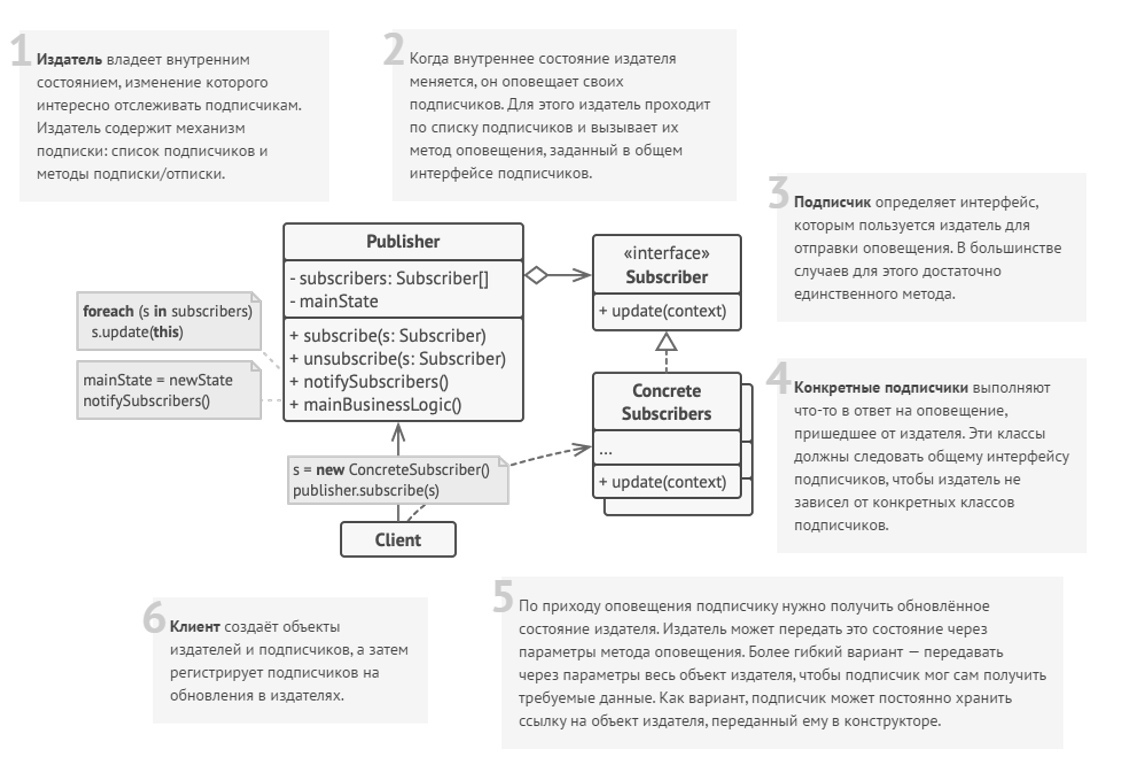 1
Издатель владеет внутренним
состоянием, изменение которого
интересно отслеживать подписчикам.
Издатель содержит механизм
подписки: список подписчиков и
методы подписки/отписки.
2
Когда внутреннее состояние издателя
меняется, он оповещает своих
подписчиков. Для этого издатель проходит
по списку подписчиков и вызывает их
метод оповещения, заданный в общем
интерфейсе подписчиков.
3
Подписчик определяет интерфейс,
которым пользуется издатель для
отправки оповещения. В большинстве
случаев для этого достаточно
единственного метода.
Publisher
- subscribers: Subscriber[]
- mainState
+ subscribe(s: Subscriber)
+ unsubscribe(s: Subscriber)
+ notifySubscribers()
+ mainBusinessLogic()
«interface»
Subscriber
+ update(context)
foreach (s in subscribers)
s.update(this)
mainState = newState
notifySubscribers()
Concrete
Subscribers
...
+ update(context)
4
Конкретные подписчики выполняют
что-то в ответ на оповещение,
пришедшее от издателя. Эти классы
должны следовать общему интерфейсу
подписчиков, чтобы издатель не
зависел от конкретных классов
подписчиков.
s = new ConcreteSubscriber()
publisher.subscribe(s)
Client
5
По приходу оповещения подписчику нужно получить обновлённое
состояние издателя. Издатель может передать это состояние через
параметры метода оповещения. Более гибкий вариант — передавать
через параметры весь объект издателя, чтобы подписчик мог сам получить
требуемые данные. Как вариант, подписчик может постоянно хранить
ссылку на объект издателя, переданный ему в конструкторе.
6
Клиент создаёт объекты
издателей и подписчиков, а затем
регистрирует подписчиков на
обновления в издателях.